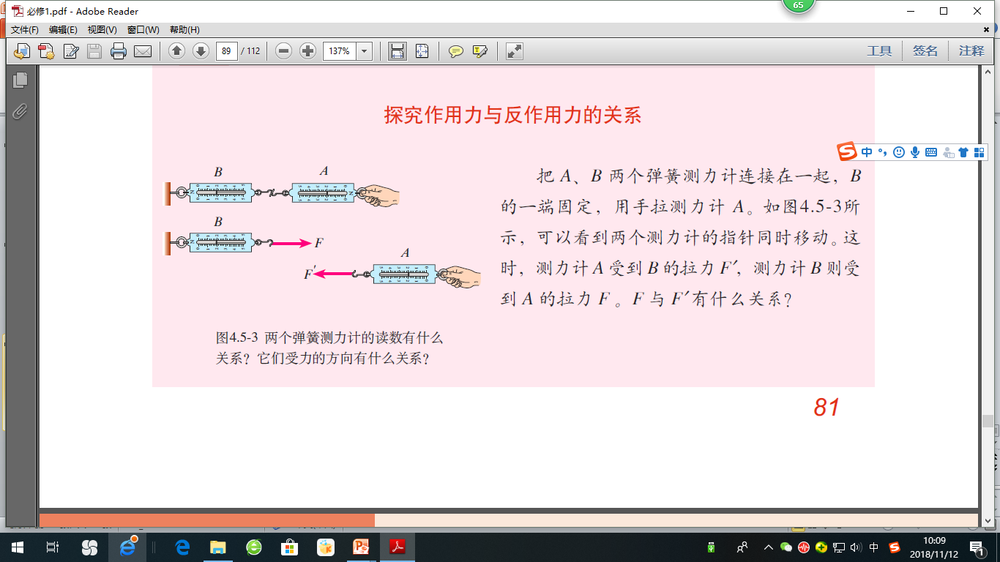 65
必修1.pdf - Adobe Reader
文件(F) 编辑(E) 视图(V) 窗口(W) 帮助(H)
89 / 112 137% 工具 签名 注释
探究作用力与反作用力的关系
中
B A
B
F
A
F′
把 A、B 两个弹簧测力计连接在一起，B
的一端固定，用手拉测力计 A。如图4.5-3所
示，可以看到两个测力计的指针同时移动。这
时，测力计 A 受到 B 的拉力 F′，测力计 B 则受
到 A 的拉力 F 。F 与 F′有什么关系？
图4.5-3 两个弹簧测力计的读数有什么
关系？它们受力的方向有什么关系？
81
中
10:09
2018/11/12
1